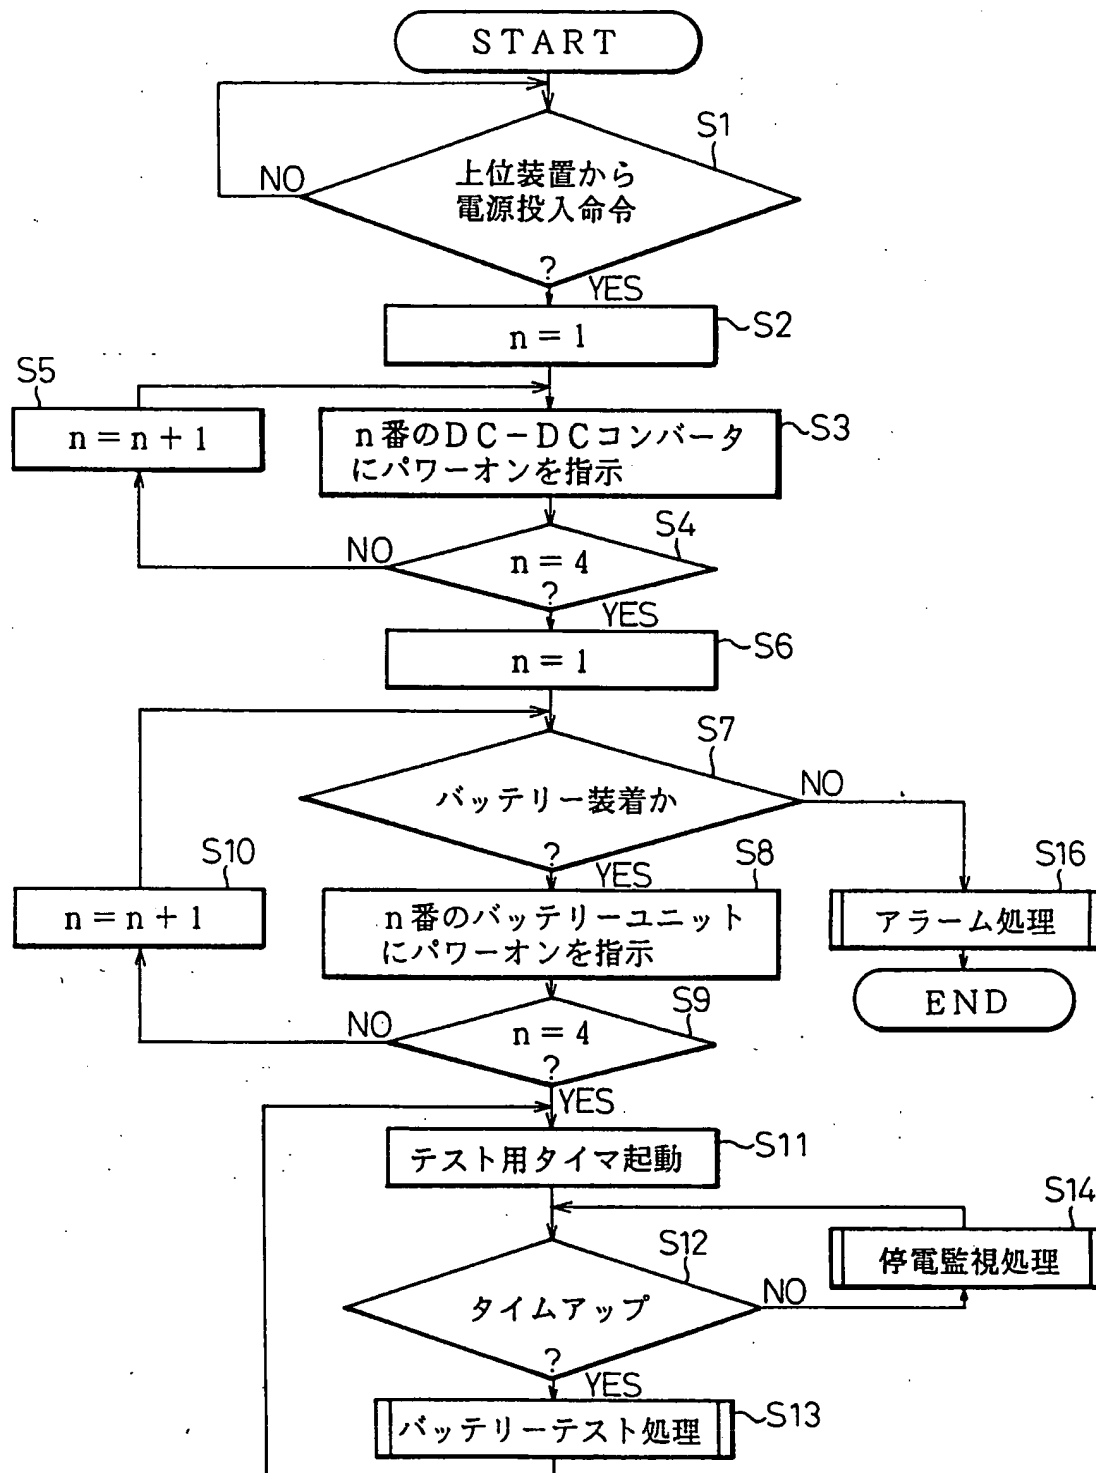 START
S1
上位装置から
NO
電源投入命令
?
YES
n=1
S2
S5
n=n+1
n番のDC-DCコンバータ
S3
にパワーオンを指示
S4
NO
n=4
?
YES
n=1
S6
S7
バッテリー装着か
NO
?
YES
S8
S10
S16
n=n+1
n番のバッテリーユニット
にパワーオンを指示
アラーム処理
END
S9
NO
n=4
?
YES
テスト用タイマ起動
S11
S14
S12
停電監視処理
タイムアップ
NO
?
YES
バッテリーテスト処理
S13